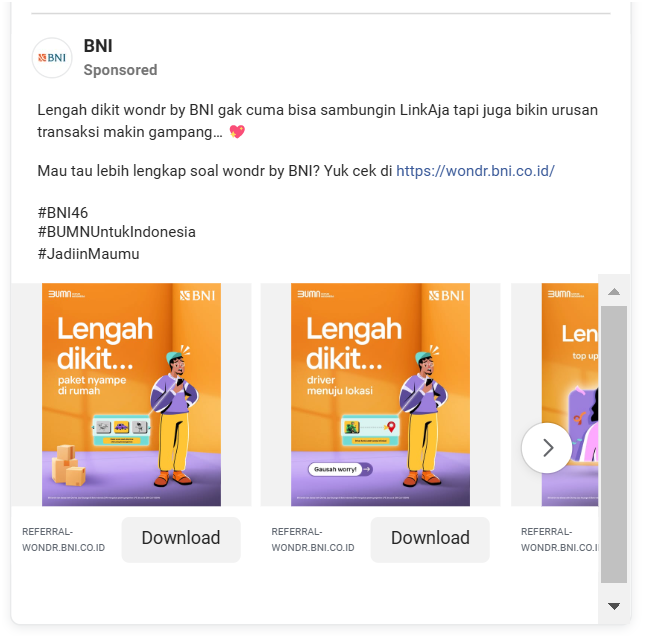 BNI
BNI
Sponsored
Lengah dikit wondr by BNI gak cuma bisa sambungin LinkAja tapi juga bikin urusan
transaksi makin gampang... 💖
Mau tau lebih lengkap soal wondr by BNI? Yuk cek di https://wondr.bni.co.id/
#BNI46
#BUMNUntukIndonesia
#JadiinMaumu
BUMN
BNI
Lengah
dikit...
paket nyampe
di rumah
BUMN
BNI
Lengah
dikit...
driver
menuju lokasi
Gausah worry!
BUMN
Len
top up
REFERRAL-
WONDR.BNI.CO.ID
Download
REFERRAL-
WONDR.BNI.CO.ID
Download
REFERRAL-
WONDR.BNI.CO.I